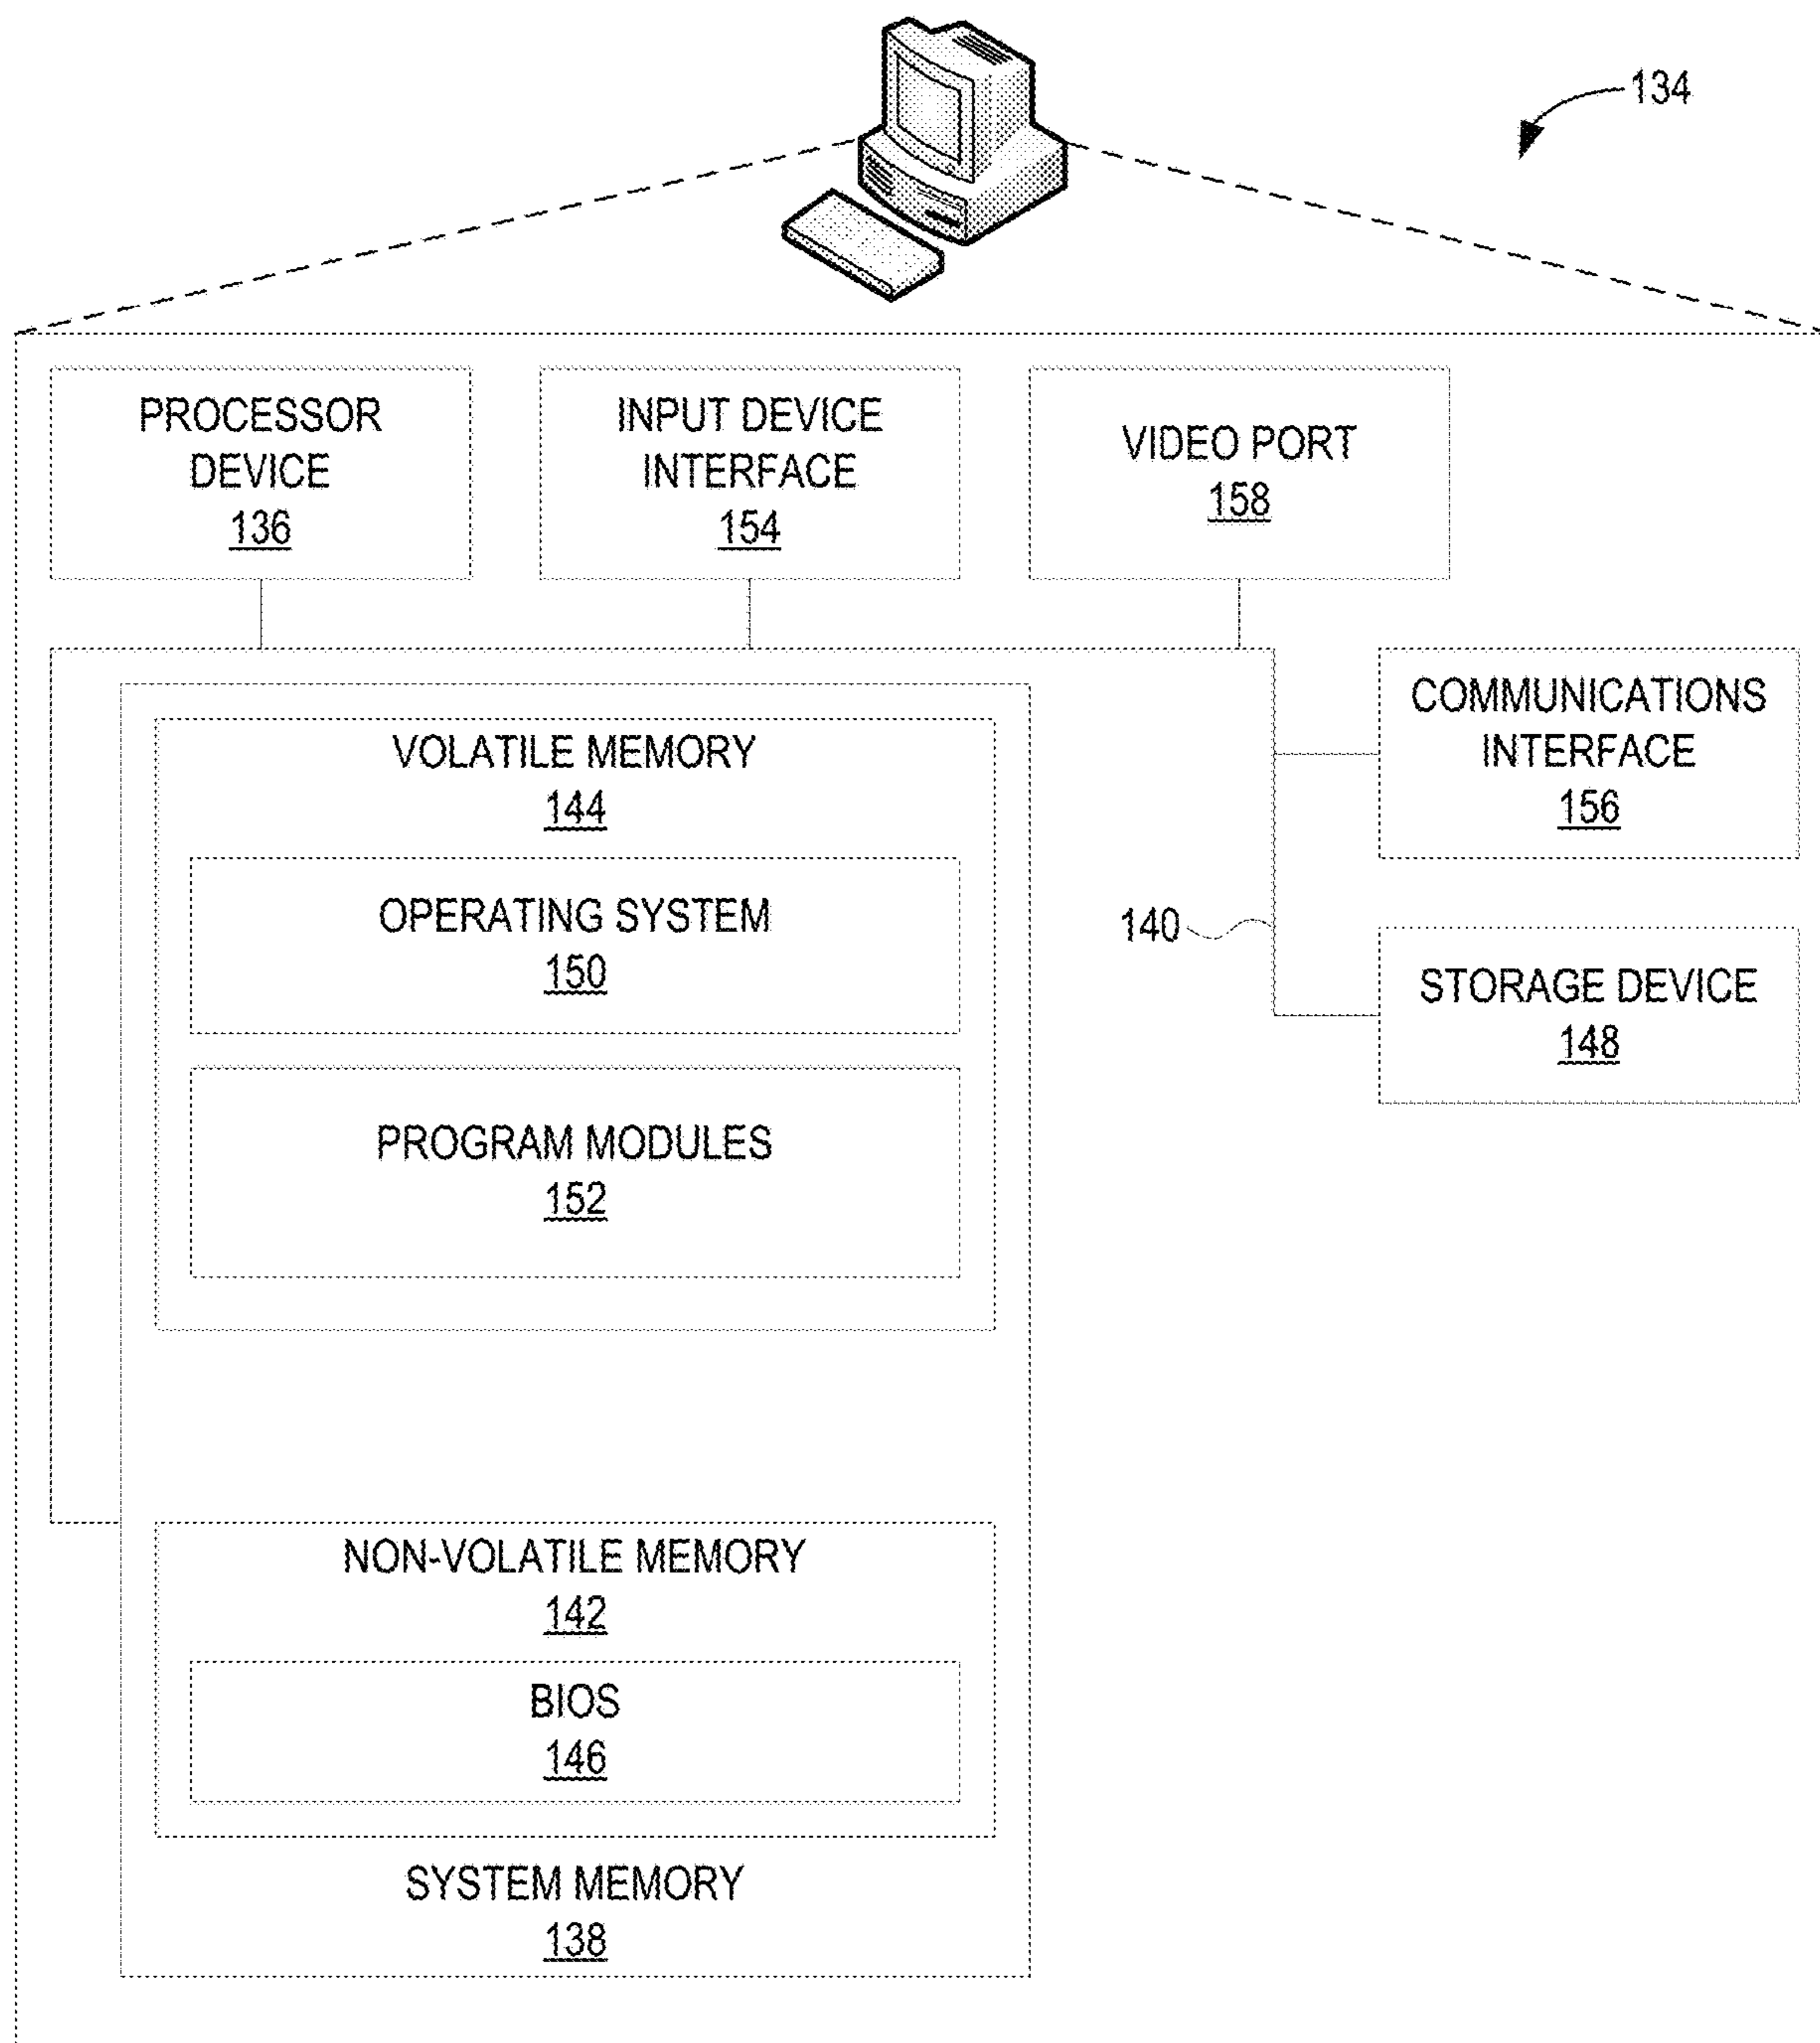 134
PROCESSOR
DEVICE
136
INPUT DEVICE
INTERFACE
154
VIDEO PORT
158
VOLATILE MEMORY
144
OPERATING SYSTEM
150
PROGRAM MODULES
152
COMMUNICATIONS
INTERFACE
156
140
STORAGE DEVICE
148
NON-VOLATILE MEMORY
142
BIOS
146
SYSTEM MEMORY
138